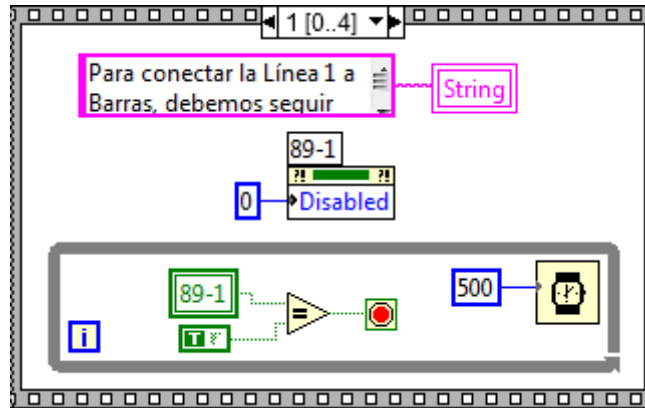 1 [0..4]
Para conectar la Línea 1 a
Barras, debemos seguir
String
89-1
?! ?!
0
Disabled
89-1
=
500
T F
i